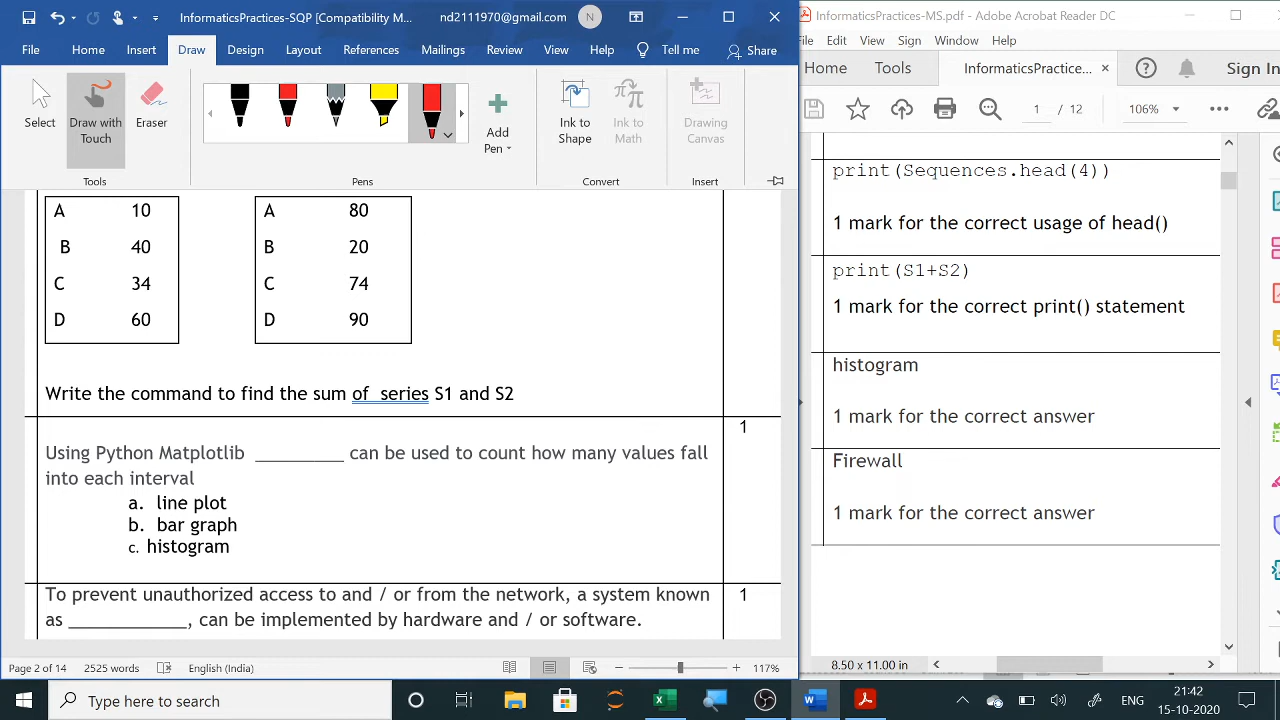 InformaticsPractices-SQP [Compatibility M...
nd2111970@gmail.com
N
File
Home
Insert
Draw
Design
Layout
References
Mailings
Review
View
Help
Tell me
Share
Select
Draw with Touch
Eraser
Tools
Pens
Add Pen
Ink to Shape
Ink to Math
Convert
Drawing Canvas
Insert
A 10
B 40
C 34
D 60
A 80
B 20
C 74
D 90
Write the command to find the sum of series S1 and S2
1
Using Python Matplotlib _________ can be used to count how many values fall
into each interval
a. line plot
b. bar graph
c. histogram
To prevent unauthorized access to and / or from the network, a system known
1
as ____________, can be implemented by hardware and / or software.
Page 2 of 14
2525 words
English (India)
117%
InformaticsPractices-MS.pdf - Adobe Acrobat Reader DC
File Edit View Sign Window Help
Home
Tools
InformaticsPractice...
Sign In
1 / 12
106%
print(Sequences.head(4))
1 mark for the correct usage of head()
print(S1+S2)
1 mark for the correct print() statement
histogram
1 mark for the correct answer
Firewall
1 mark for the correct answer
8.50 x 11.00 in
Type here to search
ENG
21:42
15-10-2020